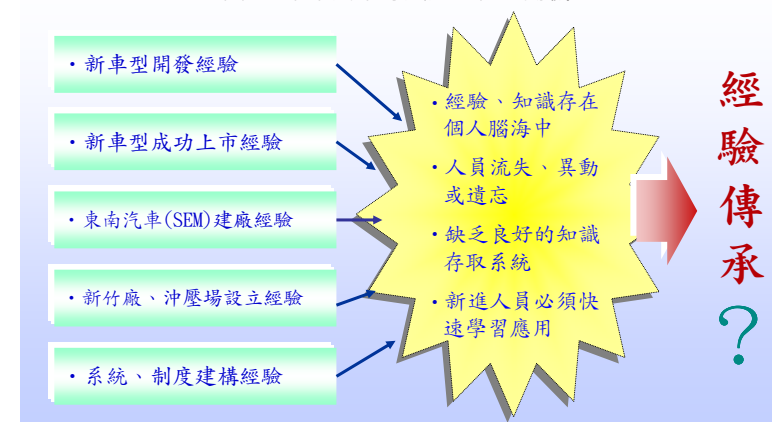 ・新車型開發經驗
・新車型成功上市經驗
・東南汽車(SEM)建廠經驗
・新竹廠、沖壓場設立經驗
・系統、制度建構經驗
・經驗、知識存在
個人腦海中
・人員流失、異動
或遺忘
・缺乏良好的知識
存取系統
・新進人員必須快
速學習應用
經
驗
傳
承
?